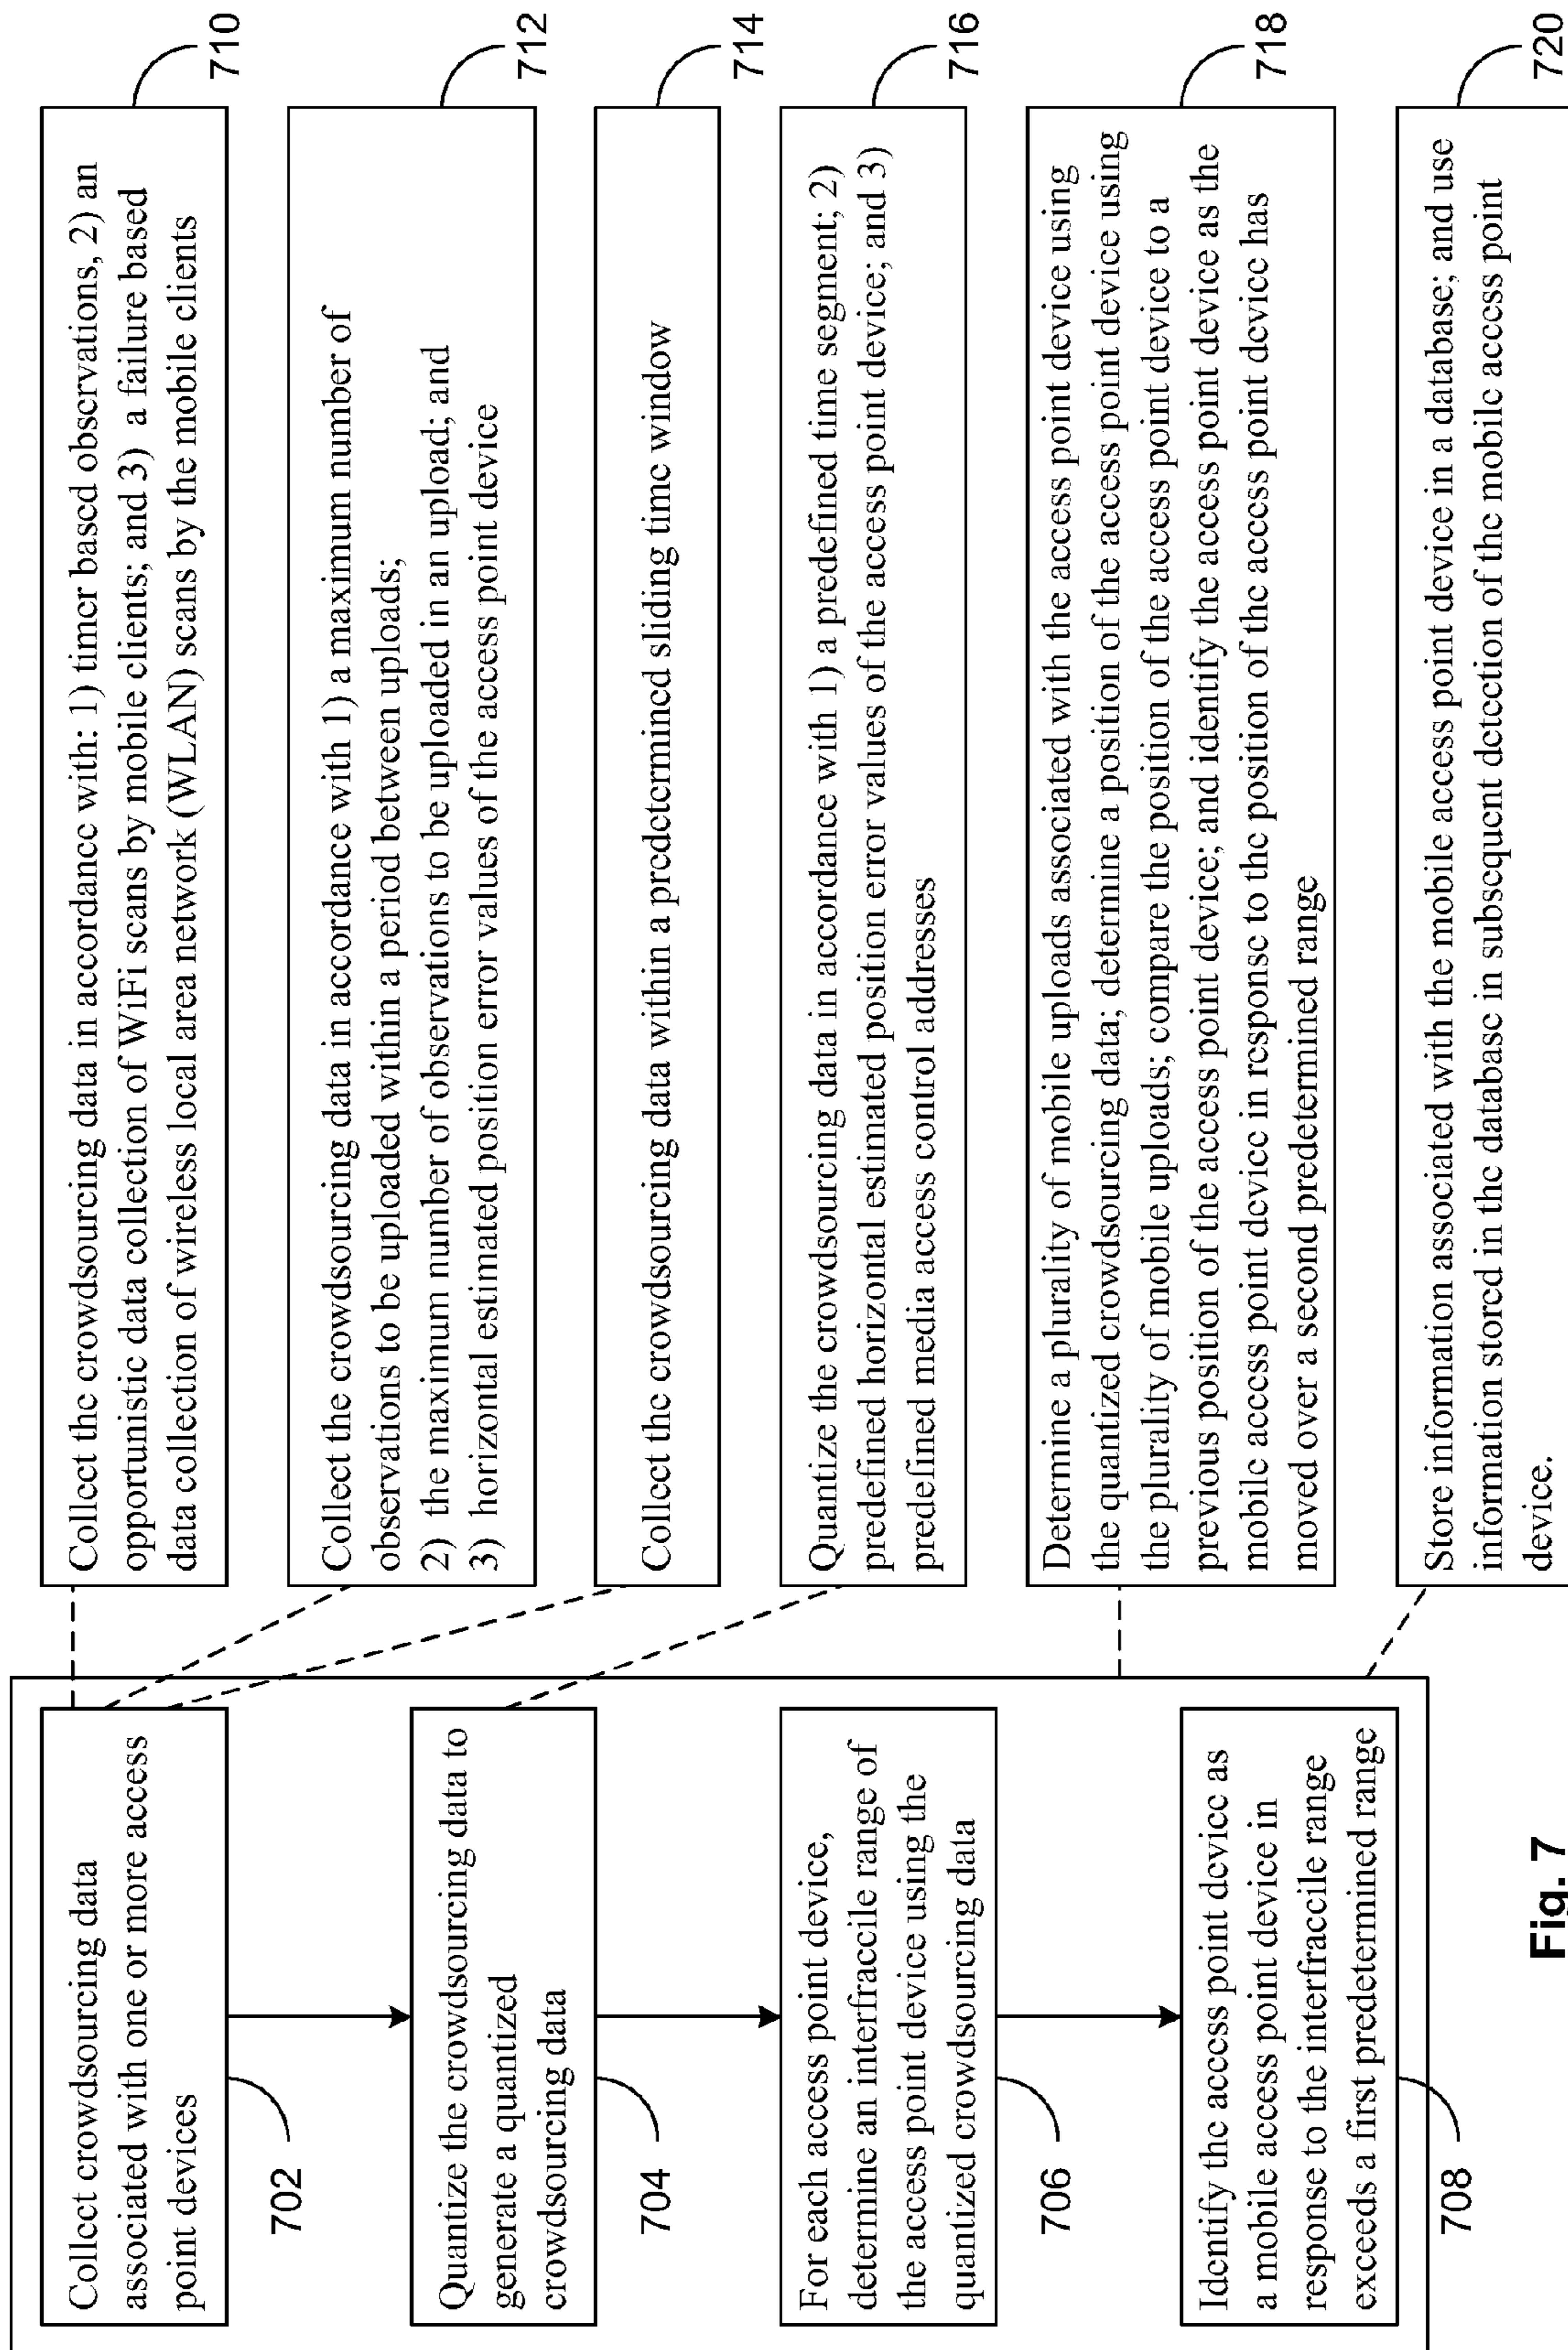 Collect crowdsourcing data
associated with one or more access
point devices
702
Quantize the crowdsourcing data to
generate a quantized
crowdsourcing data
704
For each access point device,
determine an interfractile range of
the access point device using the
quantized crowdsourcing data
706
Identify the access point device as
a mobile access point device in
response to the interfractile range
exceeds a first predetermined range
708
Collect the crowdsourcing data in accordance with: 1) timer based observations, 2) an
opportunistic data collection of WiFi scans by mobile clients; and 3) a failure based
data collection of wireless local area network (WLAN) scans by the mobile clients
710
Collect the crowdsourcing data in accordance with 1) a maximum number of
observations to be uploaded within a period between uploads;
2) the maximum number of observations to be uploaded in an upload; and
3) horizontal estimated position error values of the access point device
712
Collect the crowdsourcing data within a predetermined sliding time window
714
Quantize the crowdsourcing data in accordance with 1) a predefined time segment; 2)
predefined horizontal estimated position error values of the access point device; and 3)
predefined media access control addresses
716
Determine a plurality of mobile uploads associated with the access point device using
the quantized crowdsourcing data; determine a position of the access point device using
the plurality of mobile uploads; compare the position of the access point device to a
previous position of the access point device; and identify the access point device as the
mobile access point device in response to the position of the access point device has
moved over a second predetermined range
718
Store information associated with the mobile access point device in a database; and use
information stored in the database in subsequent detection of the mobile access point
device.
720
Fig. 7